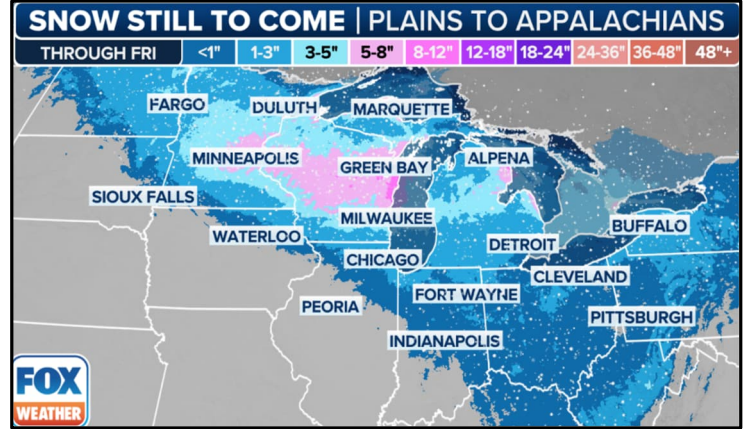 SNOW STILL TO COME | PLAINS TO APPALACHIANS
THROUGH FRI <1" 1-3" 3-5" 5-8" 8-12" 12-18" 18-24" 24-36" 36-48" 48"+
FARGO DULUTH MARQUETTE
MINNEAPOLIS GREEN BAY ALPENA
SIOUX FALLS
MILWAUKEE BUFFALO
WATERLOO DETROIT
CHICAGO
CLEVELAND
FORT WAYNE
PEORIA PITTSBURGH
INDIANAPOLIS
FOX
WEATHER